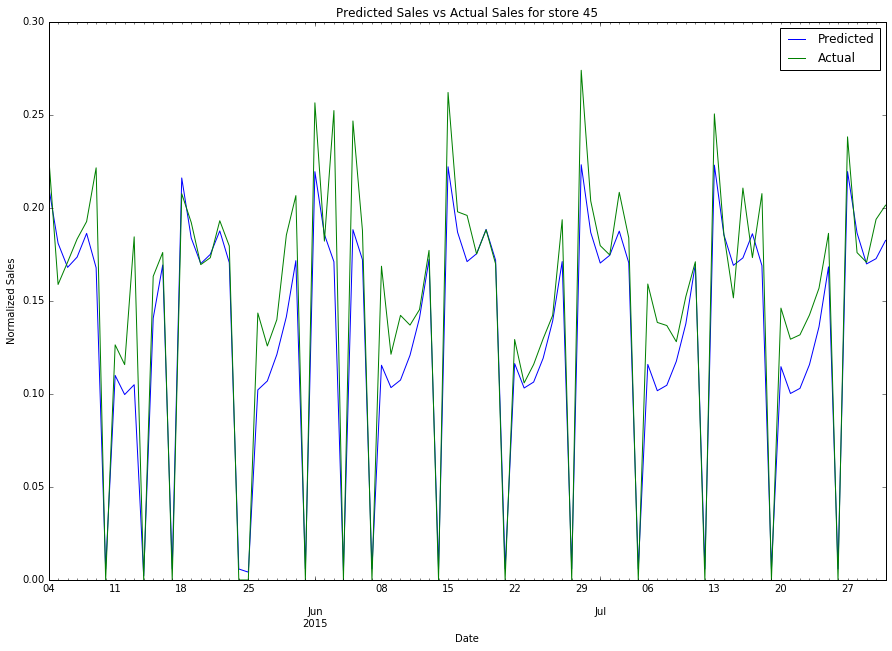 Predicted Sales vs Actual Sales for store 45
Predicted
Actual
0.30
0.25
0.20
0.15
0.10
0.05
0.00
Normalized Sales
04 11 18 25 08 15 22 29 06 13 20 27
Jun Jul
2015
Date